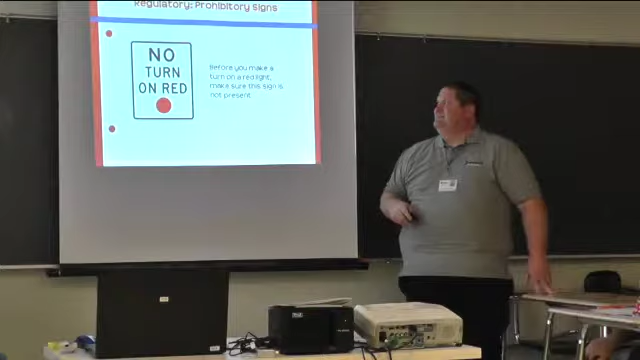 Regulatory: Prohibitory Signs
NO
TURN
ON RED
Before you make a
turn on a red light,
make sure this sign is
not present